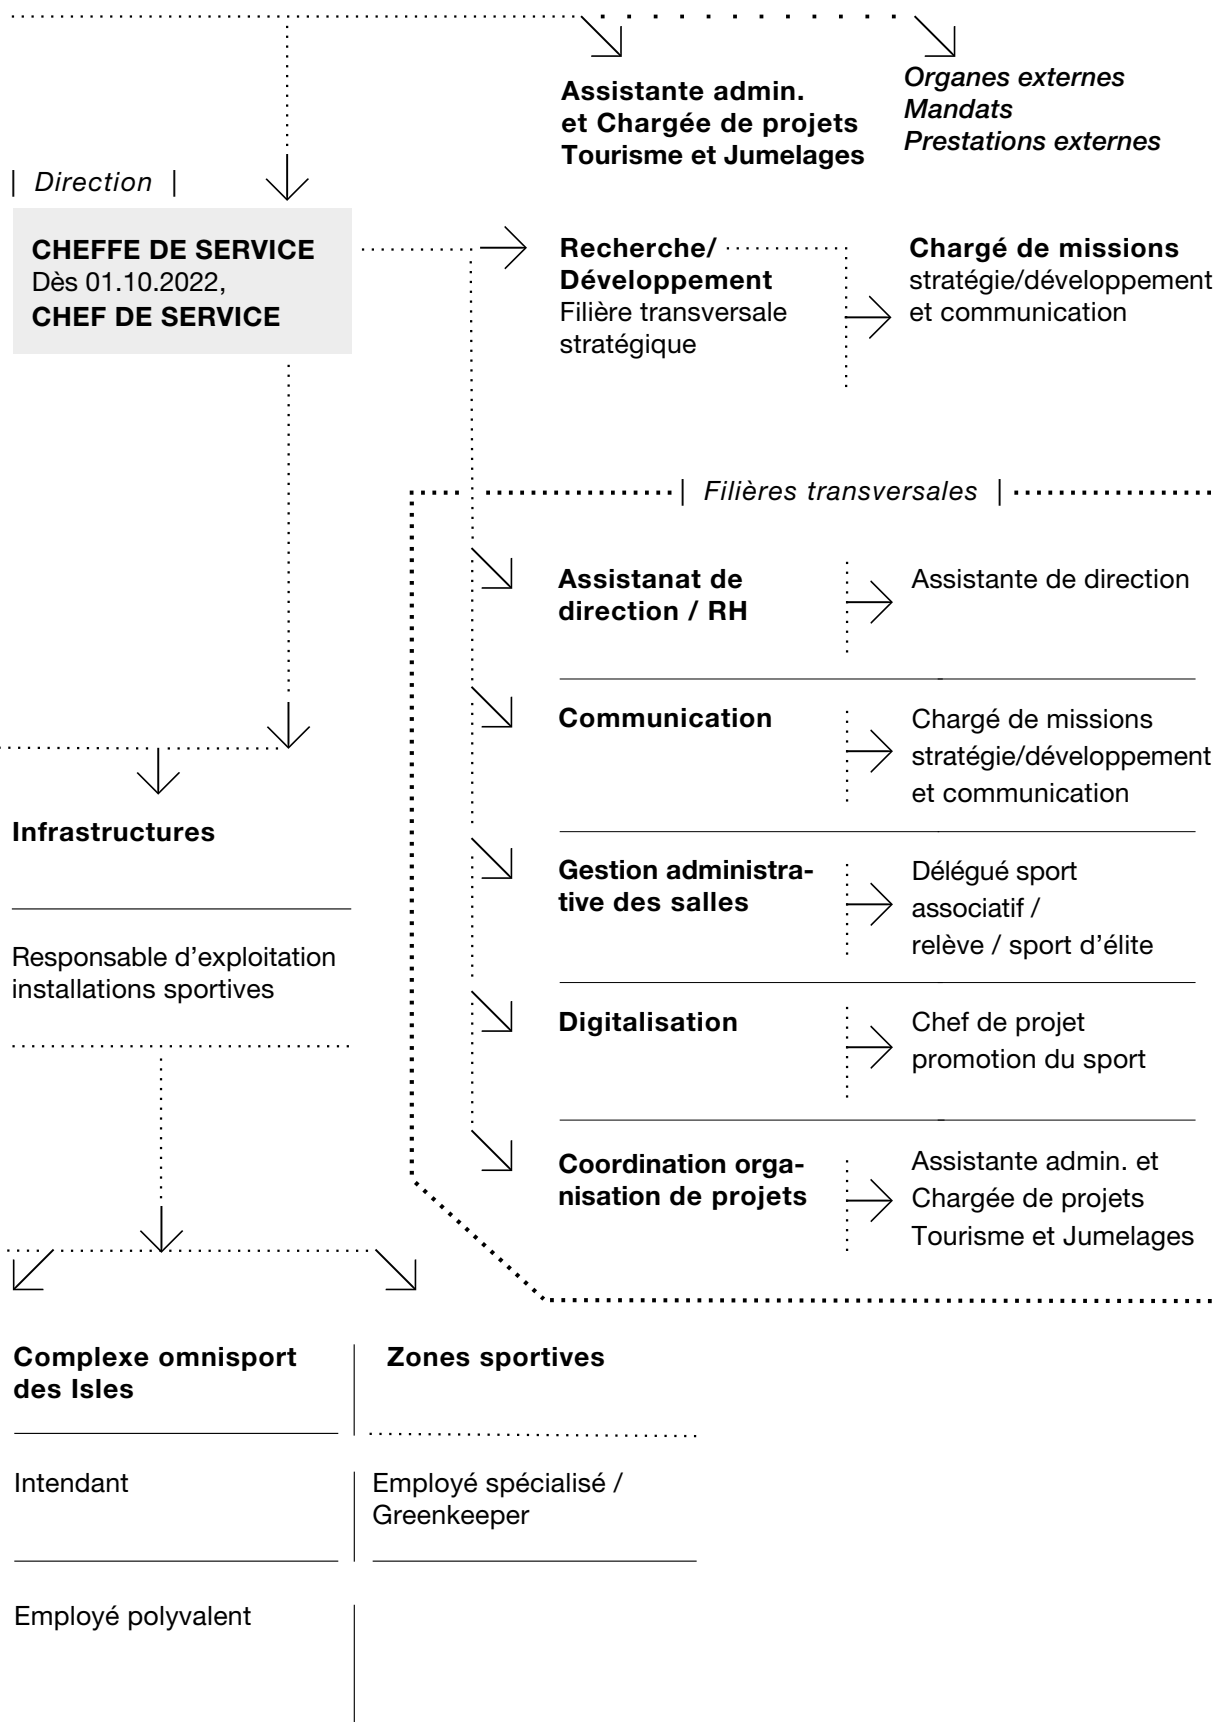 Assistante admin.
et Chargée de projets
Tourisme et Jumelages
Organes externes
Mandats
Prestations externes
| Direction |
CHEFFE DE SERVICE
Dès 01.10.2022,
CHEF DE SERVICE
Recherche/
Développement
Filière transversale
stratégique
Chargé de missions
stratégie/développement
et communication
| Filières transversales |
Assistanat de
direction / RH
Assistante de direction
Communication
Chargé de missions
stratégie/développement
et communication
Gestion administra-
tive des salles
Délégué sport
associatif /
relève / sport d'élite
Digitalisation
Chef de projet
promotion du sport
Coordination orga-
nisation de projets
Assistante admin. et
Chargée de projets
Tourisme et Jumelages
Infrastructures
Responsable d'exploitation
installations sportives
Complexe omnisport
des Isles
Intendant
Employé polyvalent
Zones sportives
Employé spécialisé /
Greenkeeper